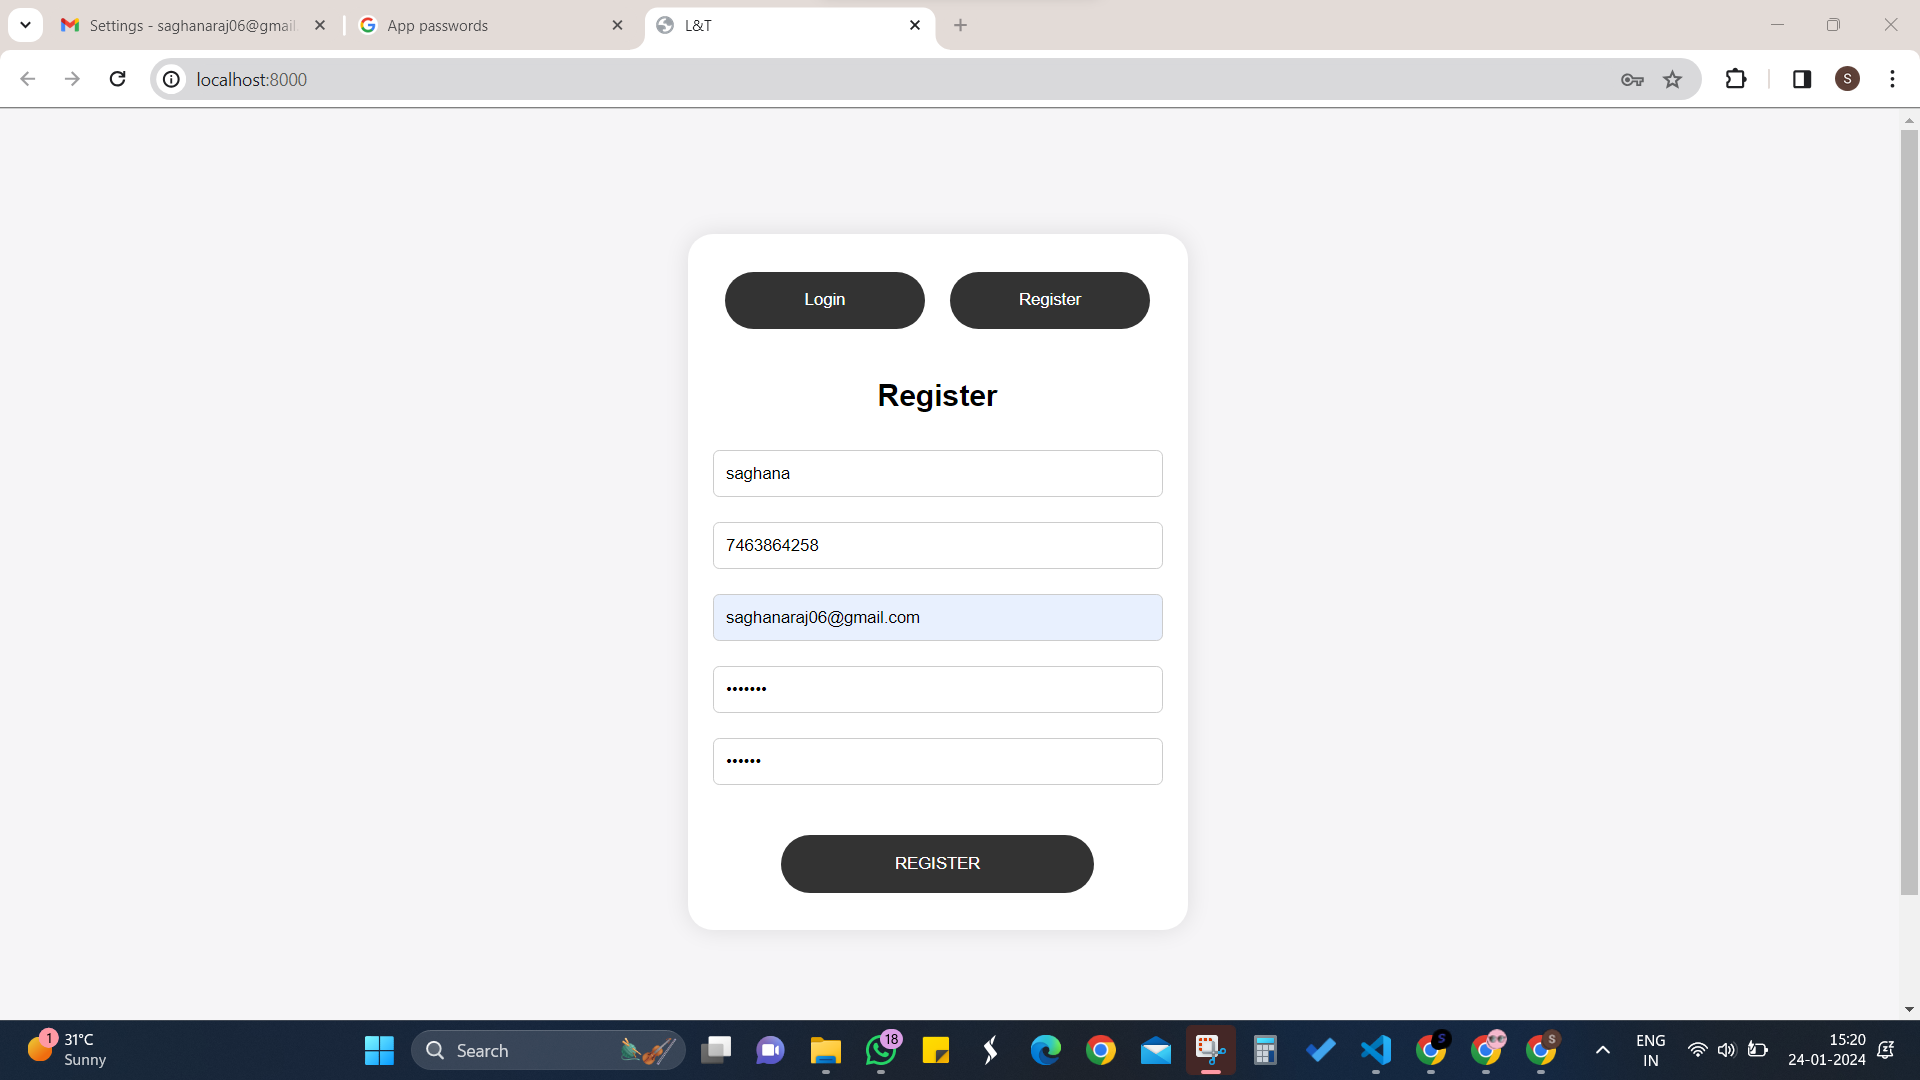 Settings - saghanaraj06@gmail.
App passwords
L&T
localhost:8000
S
Login
Register
Register
saghana
7463864258
saghanaraj06@gmail.com
•••••••
••••••
REGISTER
1
31°C
Sunny
Search
18
S
S
ENG
IN
15:20
24-01-2024